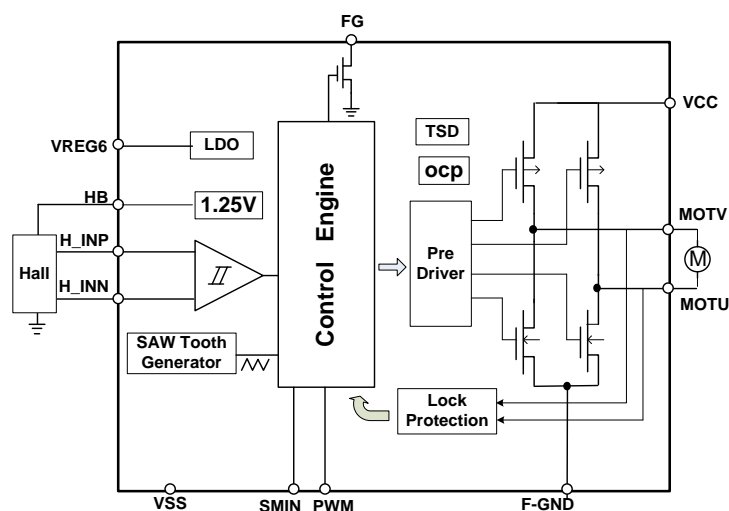 FG
VCC
TSD
VREG6
LDO
ocp
HB
1.25V
MOTV
H_INP
Hall
Control Engine
Pre
Driver
M
H_INN
MOTU
SAW Tooth
Generator
Lock
Protection
VSS
SMIN
PWM
F-GND